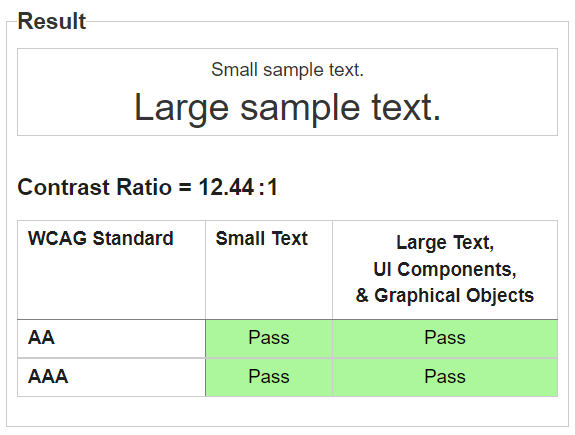 Result
Small sample text.
Large sample text.
Contrast Ratio = 12.44:1
WCAG Standard Small Text Large Text,
UI Components,
& Graphical Objects
AA Pass Pass
AAA Pass Pass